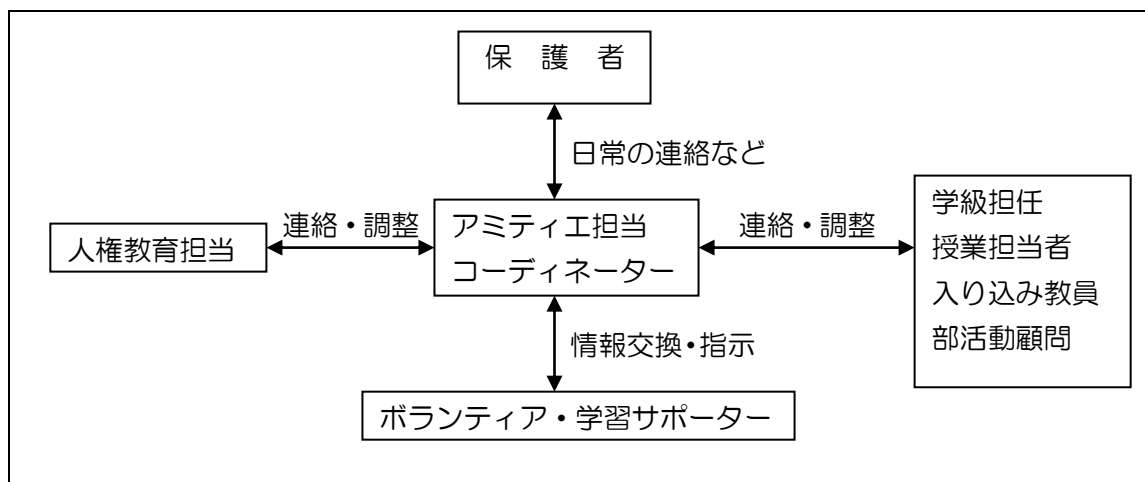 保　護　者
日常の連絡など
人権教育担当
連絡・調整
アミティエ担当
コーディネーター
連絡・調整
学級担任
授業担当者
入り込み教員
部活動顧問
情報交換・指示
ボランティア・学習サポーター